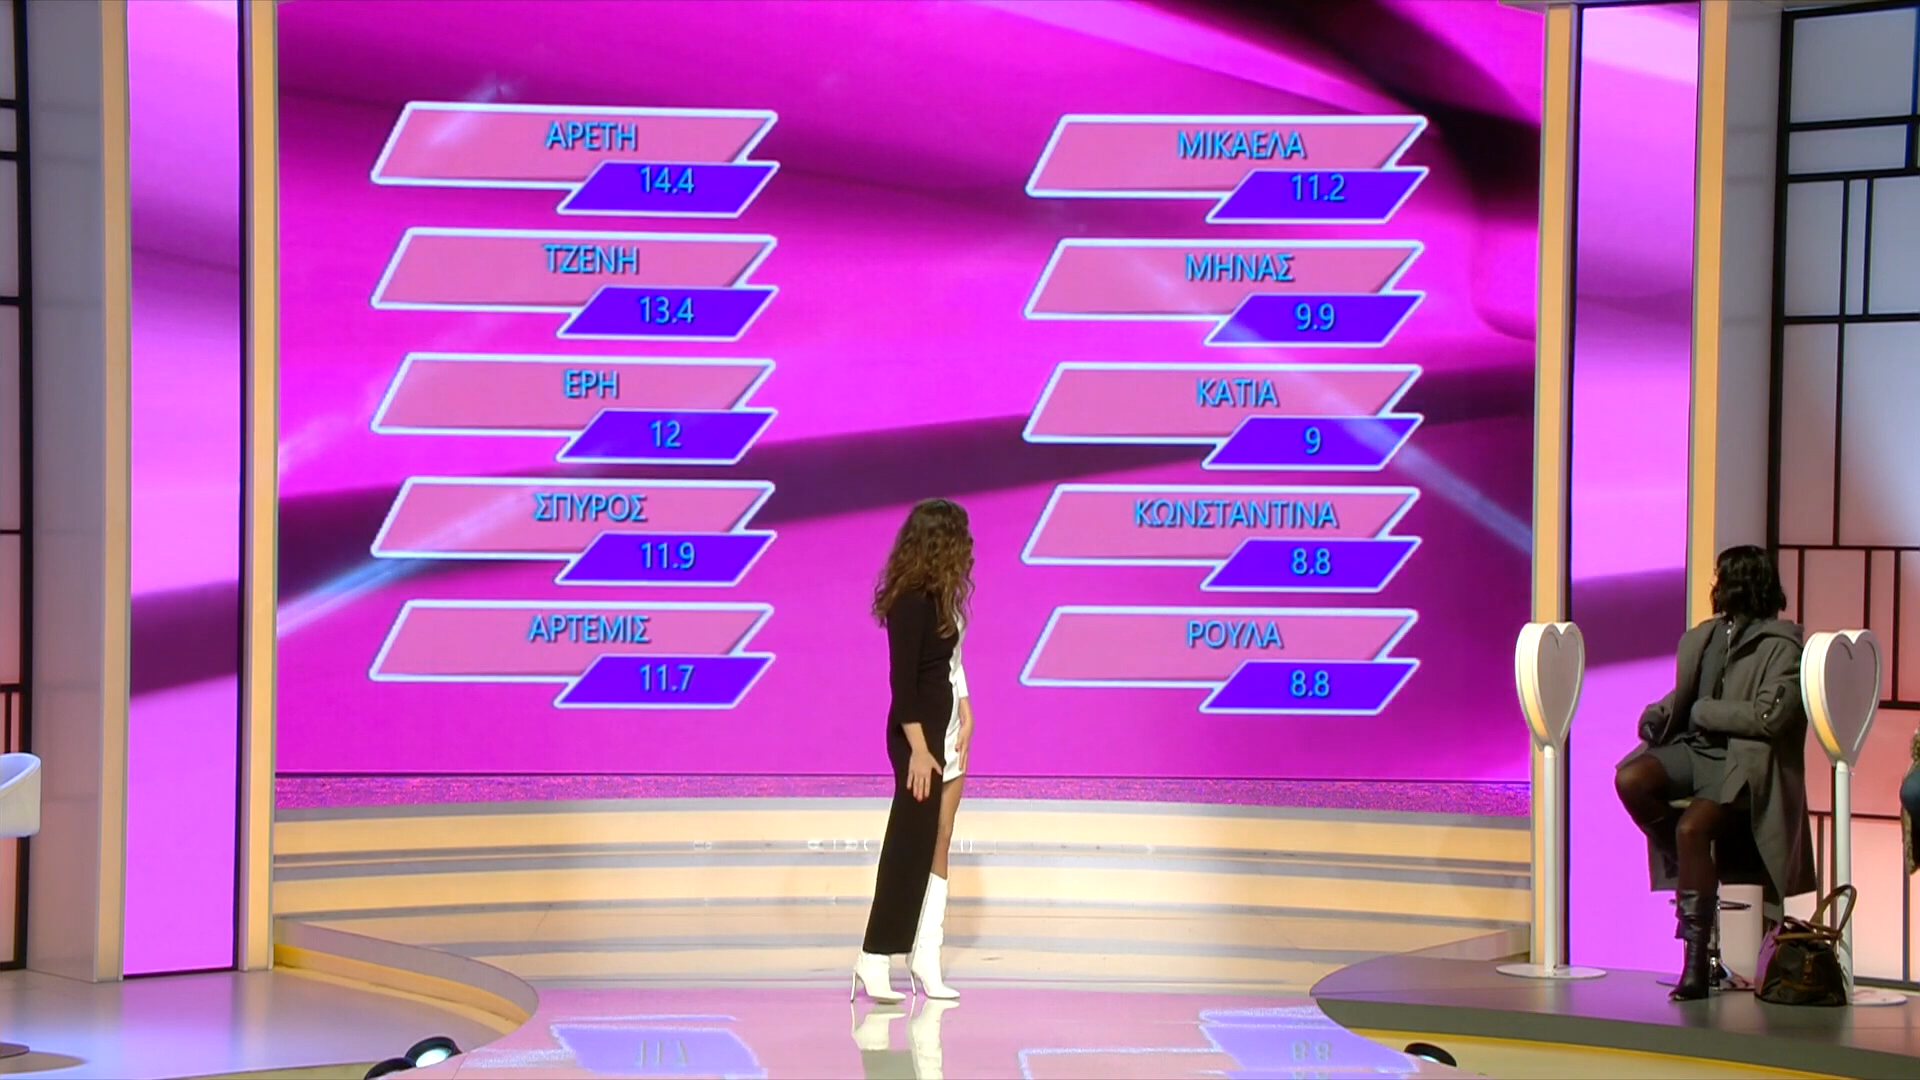 ΑΡΕΤΗ
14.4
ΤΖΕΝΗ
13.4
ΕΡΗ
12
ΣΠΥΡΟΣ
11.9
ΑΡΤΕΜΙΣ
11.7
ΜΙΚΑΕΛΑ
11.2
ΜΗΝΑΣ
9.9
ΚΑΤΙΑ
9
ΚΩΝΣΤΑΝΤΙΝΑ
8.8
ΡΟΥΛΑ
8.8